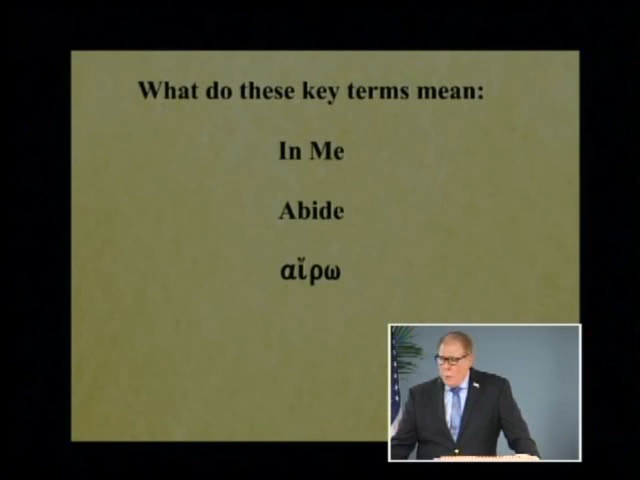 What do these key terms mean:
In Me
Abide
αἴρω